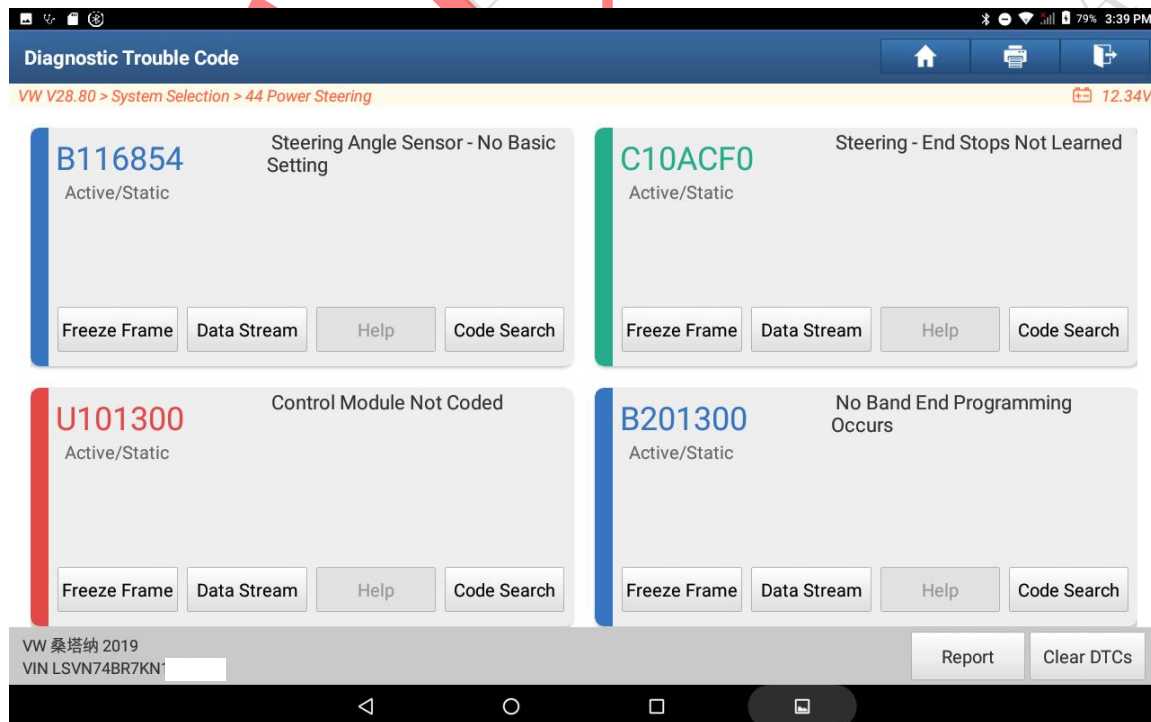 79% 3:39 PM
Diagnostic Trouble Code
VW V28.80 > System Selection > 44 Power Steering
12.34V
B116854
Steering Angle Sensor - No Basic
Setting
Active/Static
Freeze Frame Data Stream Help Code Search
C10ACF0
Steering - End Stops Not Learned
Active/Static
Freeze Frame Data Stream Help Code Search
U101300
Control Module Not Coded
Active/Static
Freeze Frame Data Stream Help Code Search
B201300
No Band End Programming
Occurs
Active/Static
Freeze Frame Data Stream Help Code Search
VW 桑塔纳 2019
VIN LSVN74BR7KN1
Report Clear DTCs